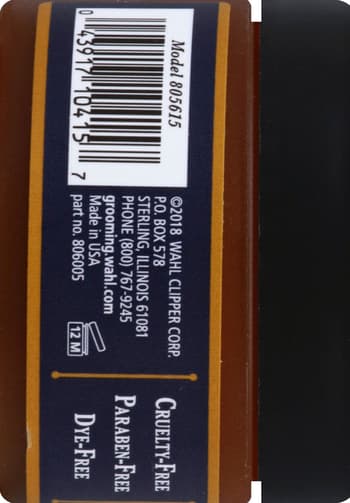 Model 805615
0 43917 10415 7
©2018 WAHL CLIPPER CORP.
P.O. BOX 578
STERLING, ILLINOIS 61081
PHONE (800) 767-9245
grooming.wahl.com
Made in USA
part no. 806005
12 M
CRUELTY-FREE
PARABEN-FREE
DYE-FREE